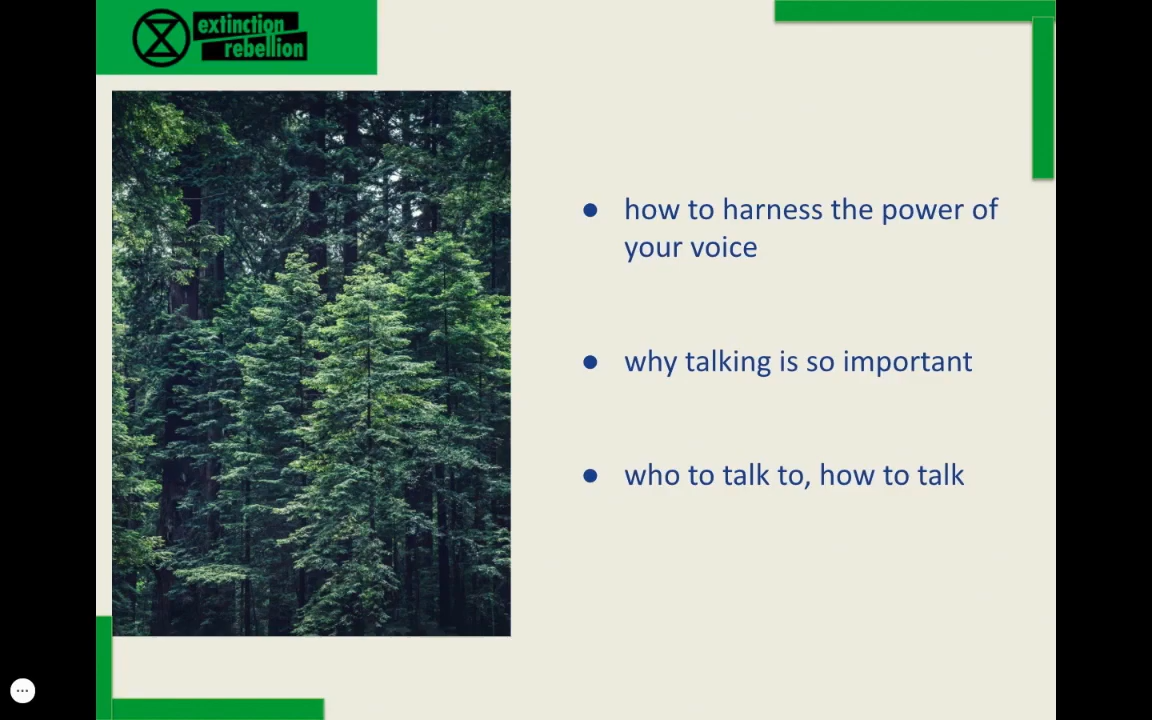 extinction
rebellion
● how to harness the power of
your voice
● why talking is so important
● who to talk to, how to talk